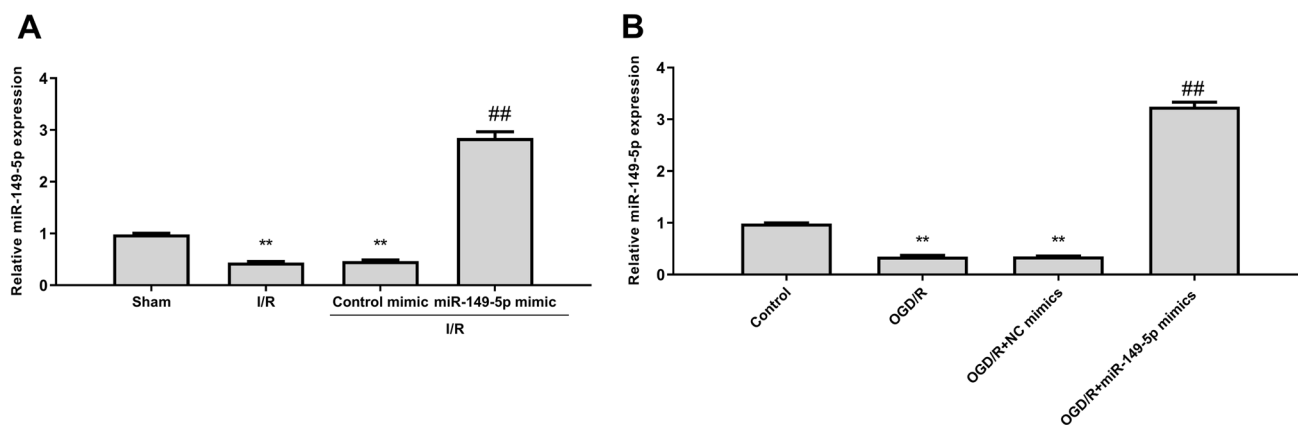 A
Relative miR-149-5p expression
4
3
2
1
0
**
**
##
Sham
I/R
Control mimic
miR-149-5p mimic
I/R
B
Relative miR-149-5p expression
4
3
2
1
0
**
**
##
Control
OGD/R
OGD/R+NC mimics
OGD/R+miR-149-5p mimics